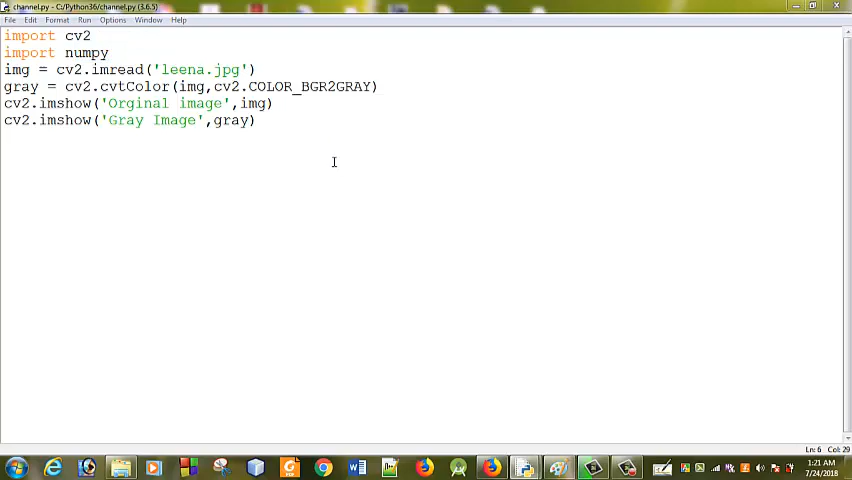 channel.py - C:/Python36/channel.py (3.6.5)
File Edit Format Run Options Window Help
import cv2
import numpy
img = cv2.imread('leena.jpg')
gray = cv2.cvtColor(img,cv2.COLOR_BGR2GRAY)
cv2.imshow('Orginal image',img)
cv2.imshow('Gray Image',gray)
Ln: 6 Col: 29
1:21 AM
7/24/2018